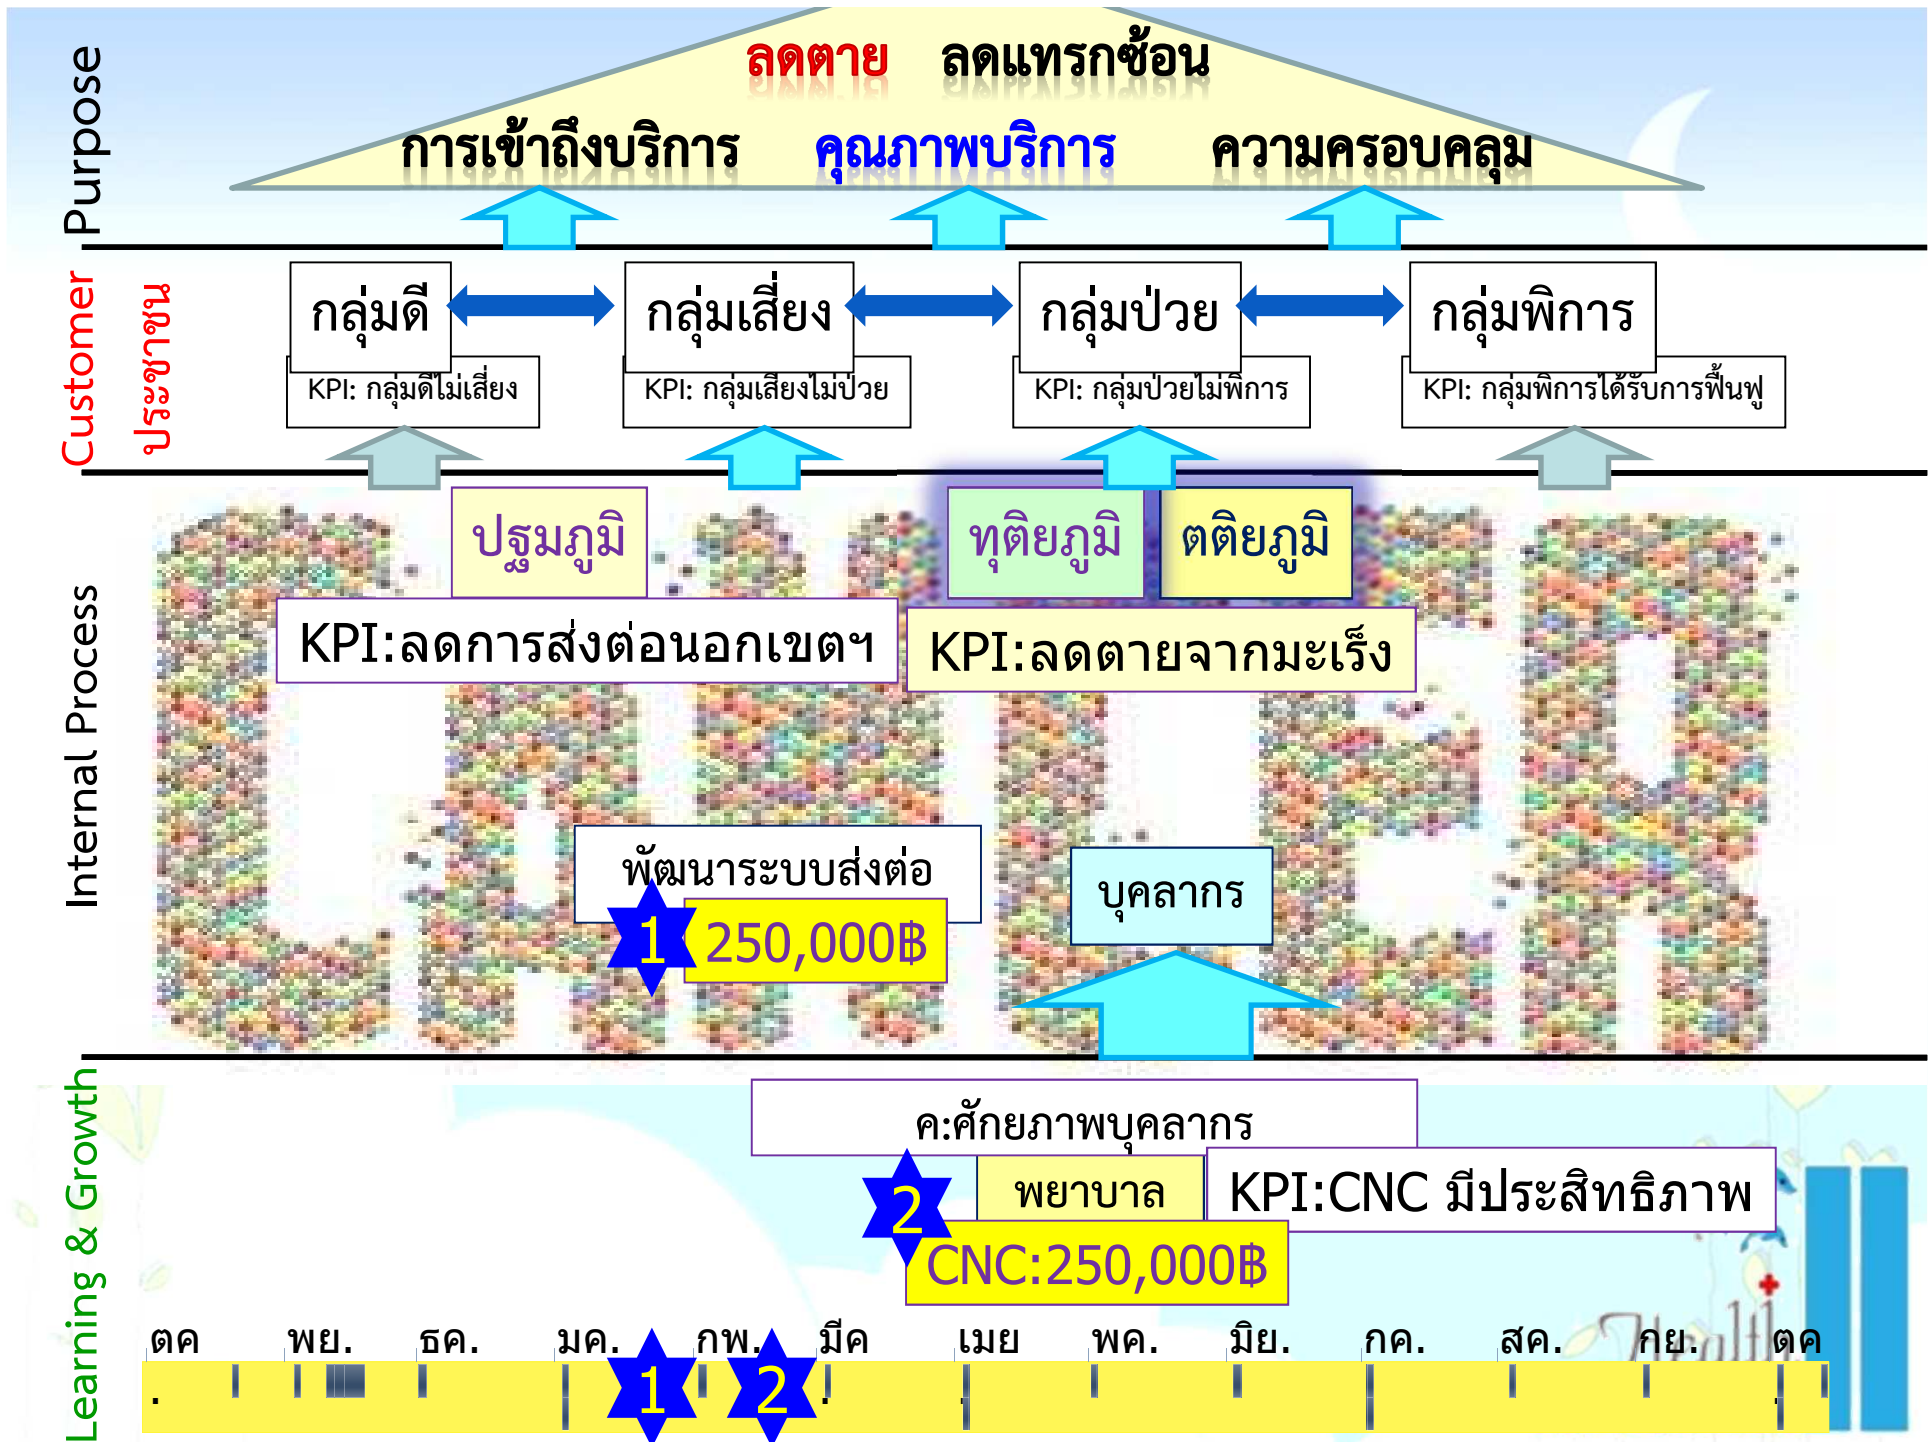 Purpose
ลดตาย ลดแทรกซ้อน
การเข้าถึงบริการ คุณภาพบริการ ความครอบคลุม
Customer
ประชาชน
กลุ่มดี กลุ่มเสี่ยง กลุ่มป่วย กลุ่มพิการ
KPI: กลุ่มดีไม่เสี่ยง KPI: กลุ่มเสี่ยงไม่ป่วย KPI: กลุ่มป่วยไม่พิการ KPI: กลุ่มพิการได้รับการฟื้นฟู
Internal Process
ปฐมภูมิ ทุติยภูมิ ตติยภูมิ
KPI:ลดการส่งต่อนอกเขตฯ KPI:ลดตายจากมะเร็ง
CANCER
พัฒนาระบบส่งต่อ
1 250,000฿
บุคลากร
Learning & Growth
ค:ศักยภาพบุคลากร
2 พยาบาล KPI:CNC มีประสิทธิภาพ
CNC:250,000฿
Health
ตค. พย. ธค. มค. กพ. มีค. เมย. พค. มิย. กค. สค. กย. ตค.
1 2